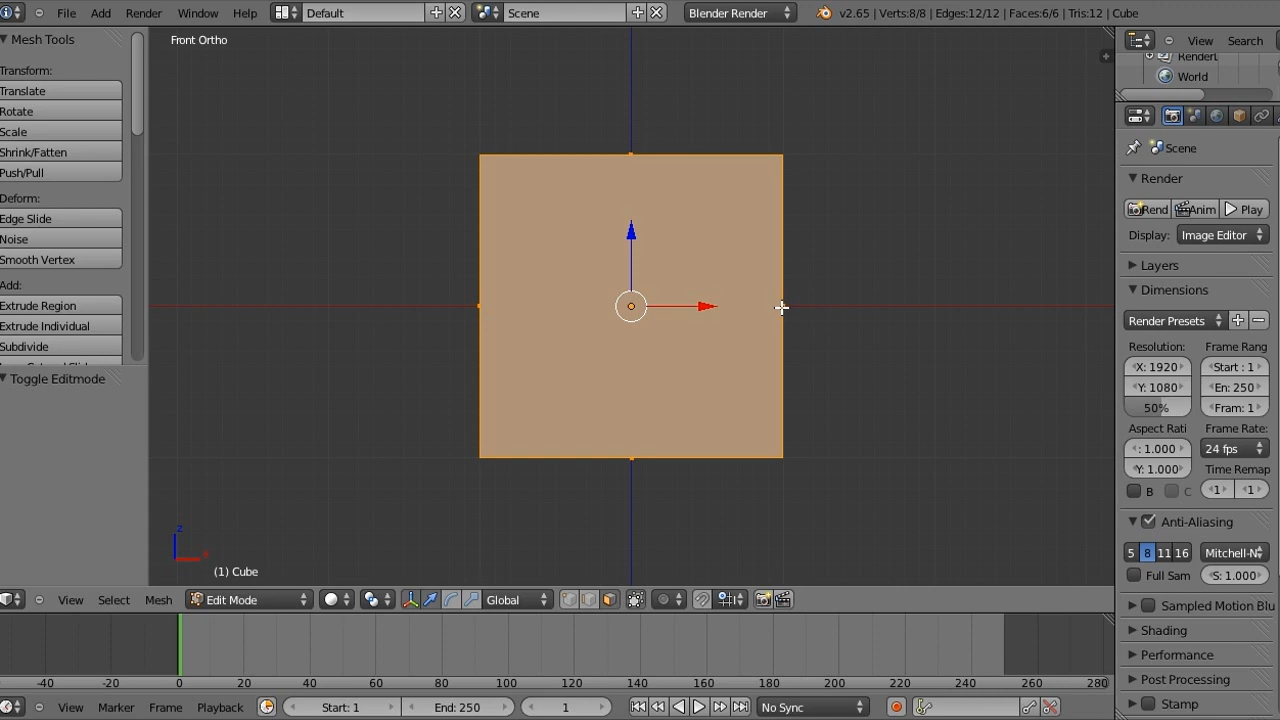 File Add Render Window Help Default Scene Blender Render v2.65 | Verts:8/8 | Edges:12/12 | Faces:6/6 | Tris:12 | Cube
Mesh Tools
Transform:
Translate
Rotate
Scale
Shrink/Fatten
Push/Pull
Deform:
Edge Slide
Noise
Smooth Vertex
Add:
Extrude Region
Extrude Individual
Subdivide
Toggle Editmode
Front Ortho
z
x
(1) Cube
View Select Mesh Edit Mode Global
-40 -20 0 20 40 60 80 100 120 140 160 180 200 220 240 260 280
View Marker Frame Playback Start: 1 End: 250 1 No Sync
View Search
RenderL
World
Scene
Render
Rend Anim Play
Display: Image Editor
Layers
Dimensions
Render Presets
Resolution: Frame Rang
X: 1920 Start : 1
Y: 1080 En: 250
50% Fram: 1
Aspect Rati Frame Rate:
: 1.000 24 fps
Y: 1.000 Time Remap
B C 1 1
Anti-Aliasing
5 8 11 16 Mitchell-N
Full Sam S: 1.000
Sampled Motion Blu
Shading
Performance
Post Processing
Stamp